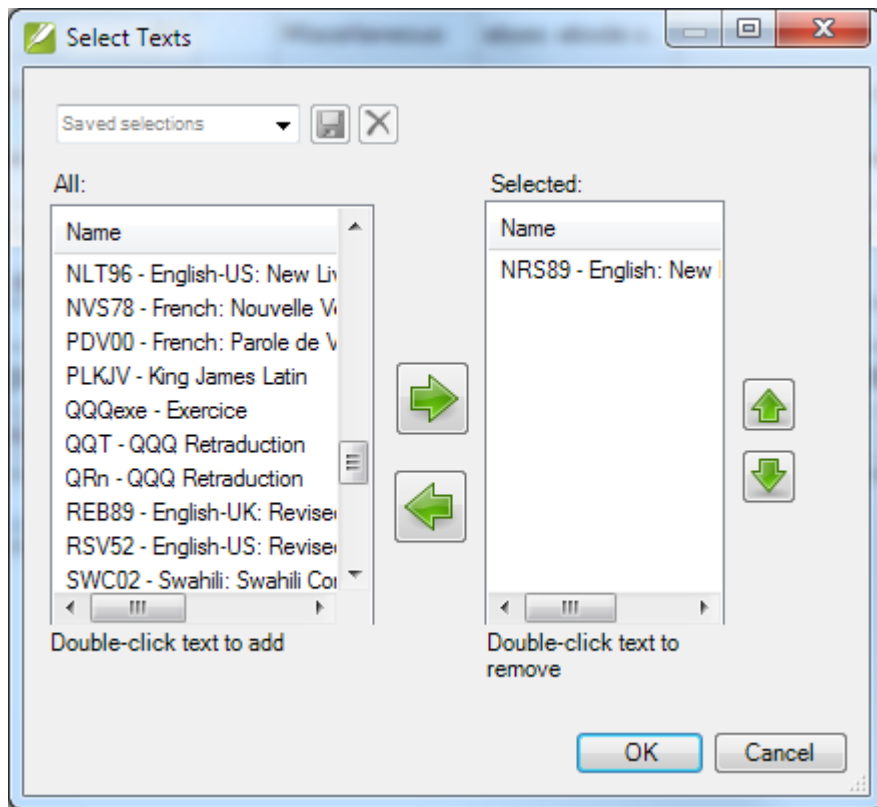 Select Texts
Saved selections
All:
Name
NLT96 - English-US: New Liv
NVS78 - French: Nouvelle Ve
PDV00 - French: Parole de V
PLKJV - King James Latin
QQQexe - Exercice
QQT - QQQ Retraduction
QRn - QQQ Retraduction
REB89 - English-UK: Revised
RSV52 - English-US: Revised
SWC02 - Swahili: Swahili Con
Double-click text to add
Selected:
Name
NRS89 - English: New
Double-click text to
remove
OK
Cancel